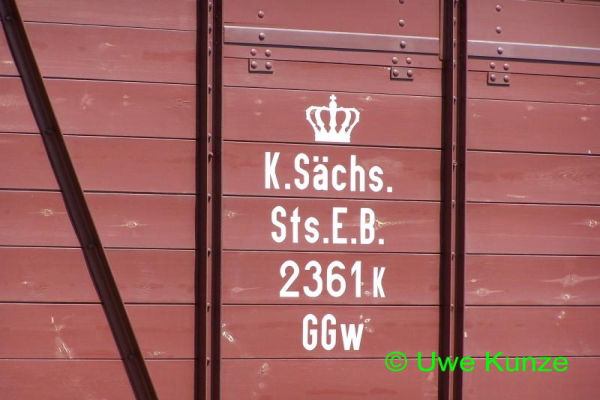 K.Sächs.
Sts.E.B.
2361 K
GGw
© Uwe Kunze